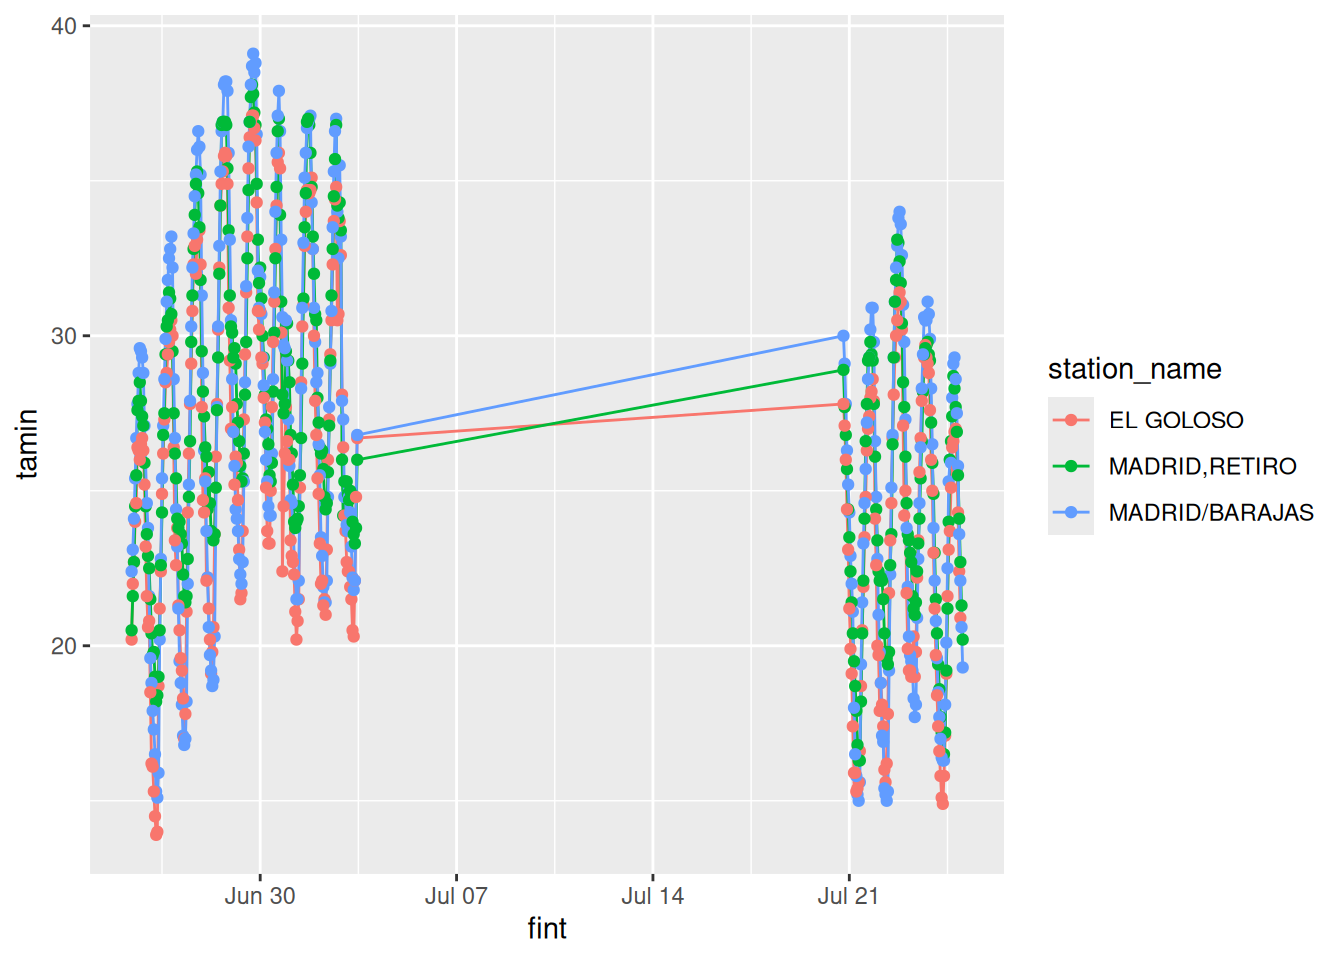 40
30
20
tamin
Jun 30
Jul 07
Jul 14
Jul 21
fint
station_name
EL GOLOSO
MADRID,RETIRO
MADRID/BARAJAS